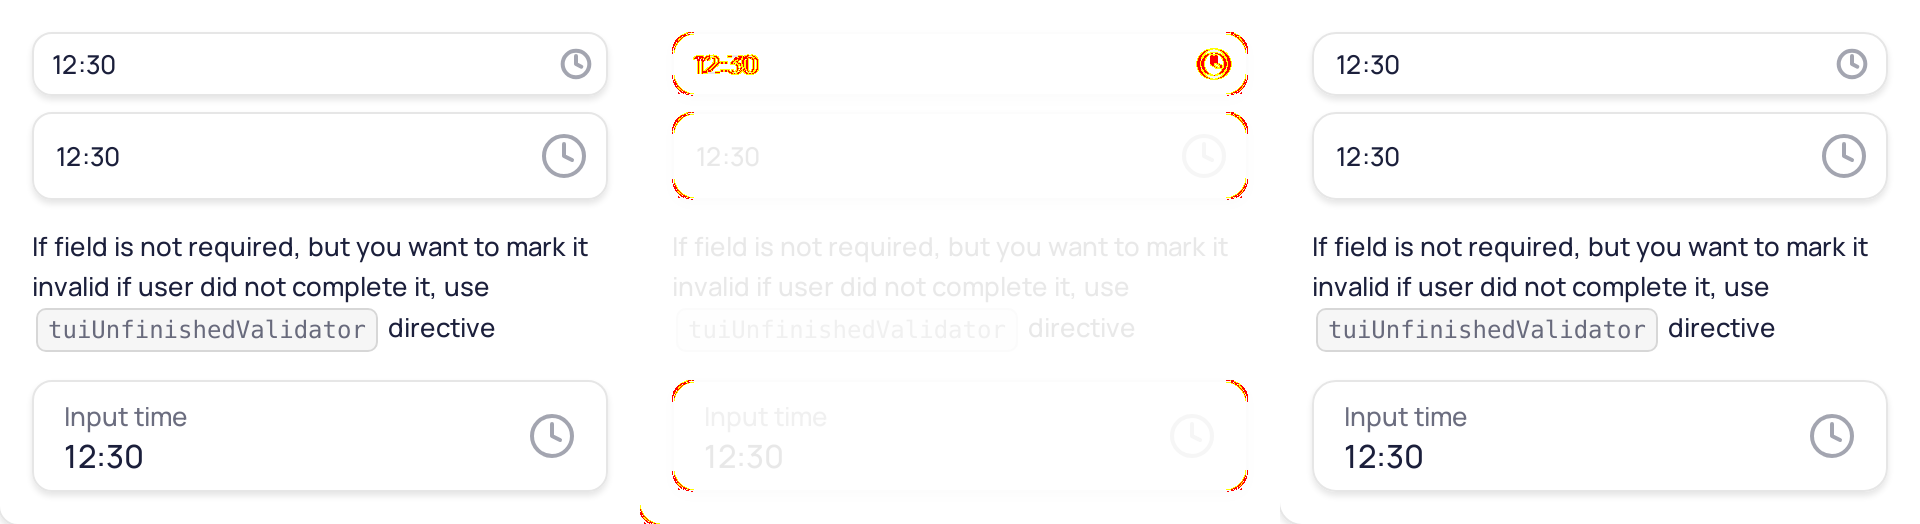 12:30
12:30
If field is not required, but you want to mark it
invalid if user did not complete it, use
tuiUnfinishedValidator directive
Input time
12:30
12:30
12:30
If field is not required, but you want to mark it
invalid if user did not complete it, use
tuiUnfinishedValidator directive
Input time
12:30
12:30
12:30
If field is not required, but you want to mark it
invalid if user did not complete it, use
tuiUnfinishedValidator directive
Input time
12:30